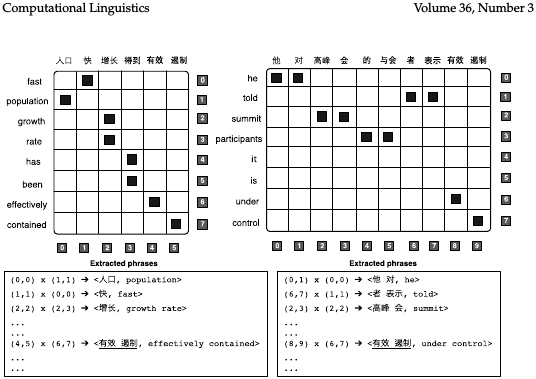 Computational Linguistics
Volume 36, Number 3
人口 快 增长 得到 有效 遏制
fast 0
population 1
growth 2
rate 3
has 4
been 5
effectively 6
contained 7
0 1 2 3 4 5
Extracted phrases
(0,0) x (1,1) → <人口, population>
(1,1) x (0,0) → <快, fast>
(2,2) x (2,3) → <增长, growth rate>
...
...
(4,5) x (6,7) → <有效 遏制, effectively contained>
...
...
他 对 高峰 会 的 与会 者 表示 有效 遏制
he 0
told 1
summit 2
participants 3
it 4
is 5
under 6
control 7
0 1 2 3 4 5 6 7 8 9
Extracted phrases
(0,1) x (0,0) → <他 对, he>
(6,7) x (1,1) → <者 表示, told>
(2,3) x (2,2) → <高峰 会, summit>
...
...
(8,9) x (6,7) → <有效 遏制, under control>
...
...